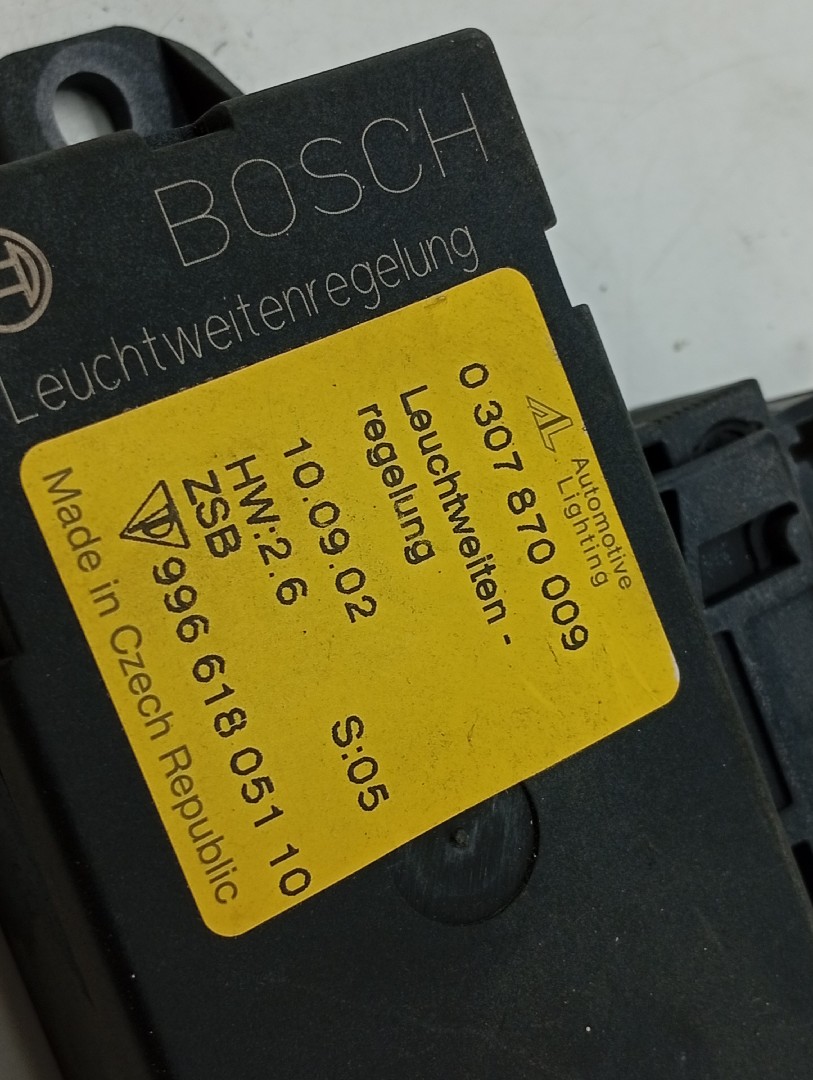 BOSCH
Leuchtweitenregelung
AL Automotive
Lighting
0 307 870 009
Leuchtweiten -
regelung
10.09.02 S:05
HW:2.6
ZSB
996 618 051 10
Made in Czech Republic